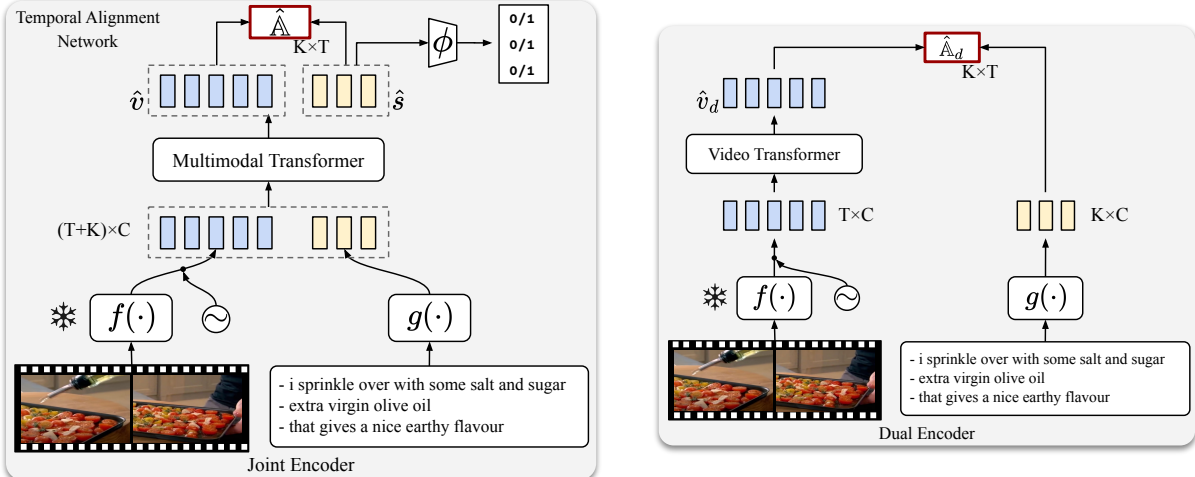 Temporal Alignment
Network
Â
K×T
ϕ
0/1
0/1
0/1
v̂
ŝ
Multimodal Transformer
(T+K)×C
f(·)
g(·)
- i sprinkle over with some salt and sugar
- extra virgin olive oil
- that gives a nice earthy flavour
Joint Encoder
𝔸̂_d
K×T
v̂_d
Video Transformer
T×C
K×C
f(·)
g(·)
- i sprinkle over with some salt and sugar
- extra virgin olive oil
- that gives a nice earthy flavour
Dual Encoder